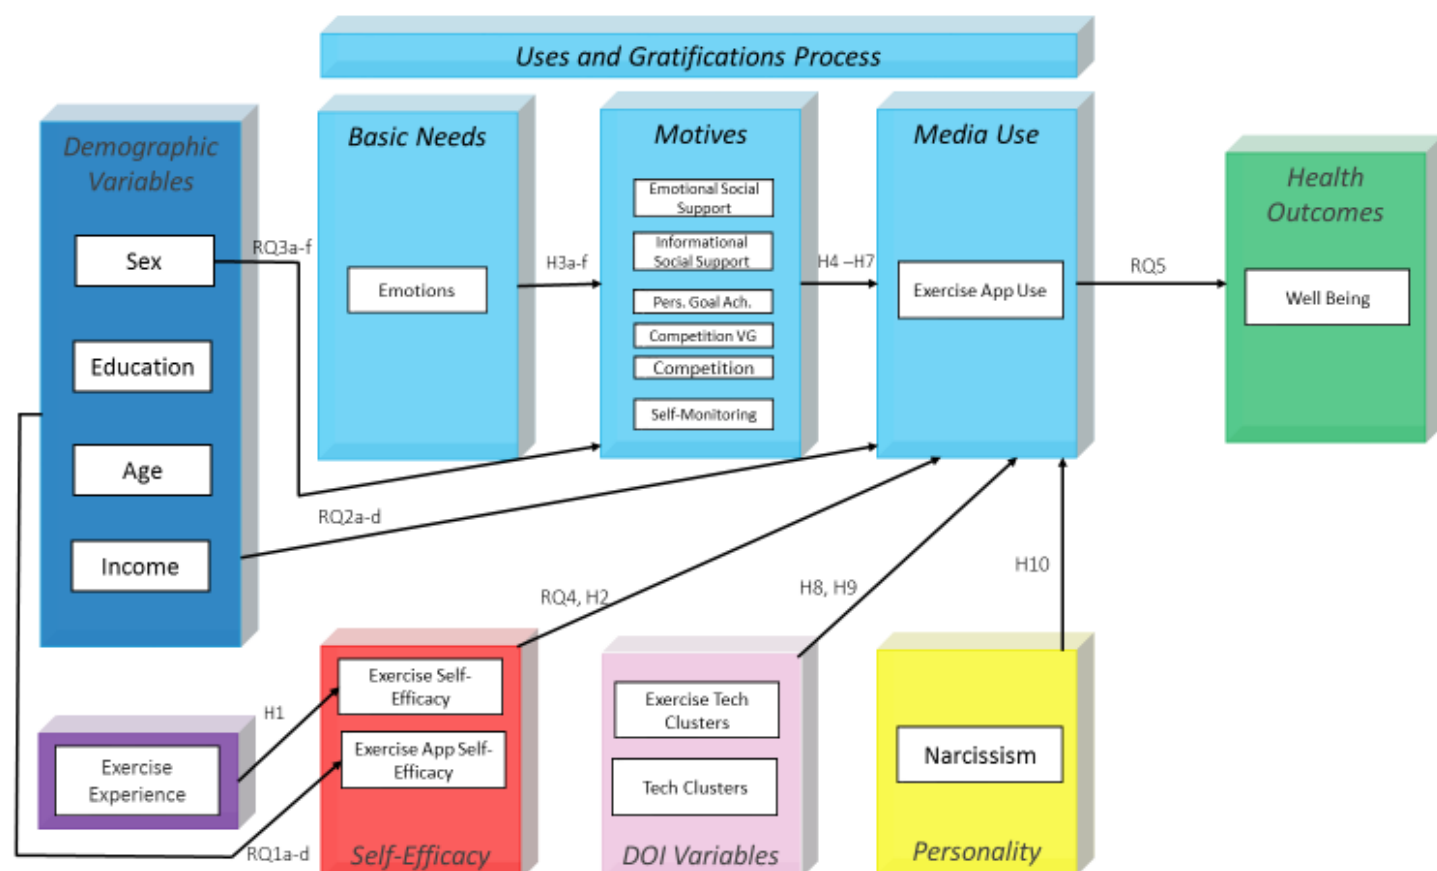 Uses and Gratifications Process
Demographic
Variables
Sex
Education
Age
Income
RQ3a-f
Basic Needs
Emotions
H3a-f
Motives
Emotional Social
Support
Informational
Social Support
Pers. Goal Ach.
Competition VG
Competition
Self-Monitoring
H4 –H7
Media Use
Exercise App Use
RQ5
Health
Outcomes
Well Being
RQ2a-d
RQ4, H2
H8, H9
H10
Exercise
Experience
H1
RQ1a-d
Exercise Self-
Efficacy
Exercise App Self-
Efficacy
Self-Efficacy
Exercise Tech
Clusters
Tech Clusters
DOI Variables
Narcissism
Personality